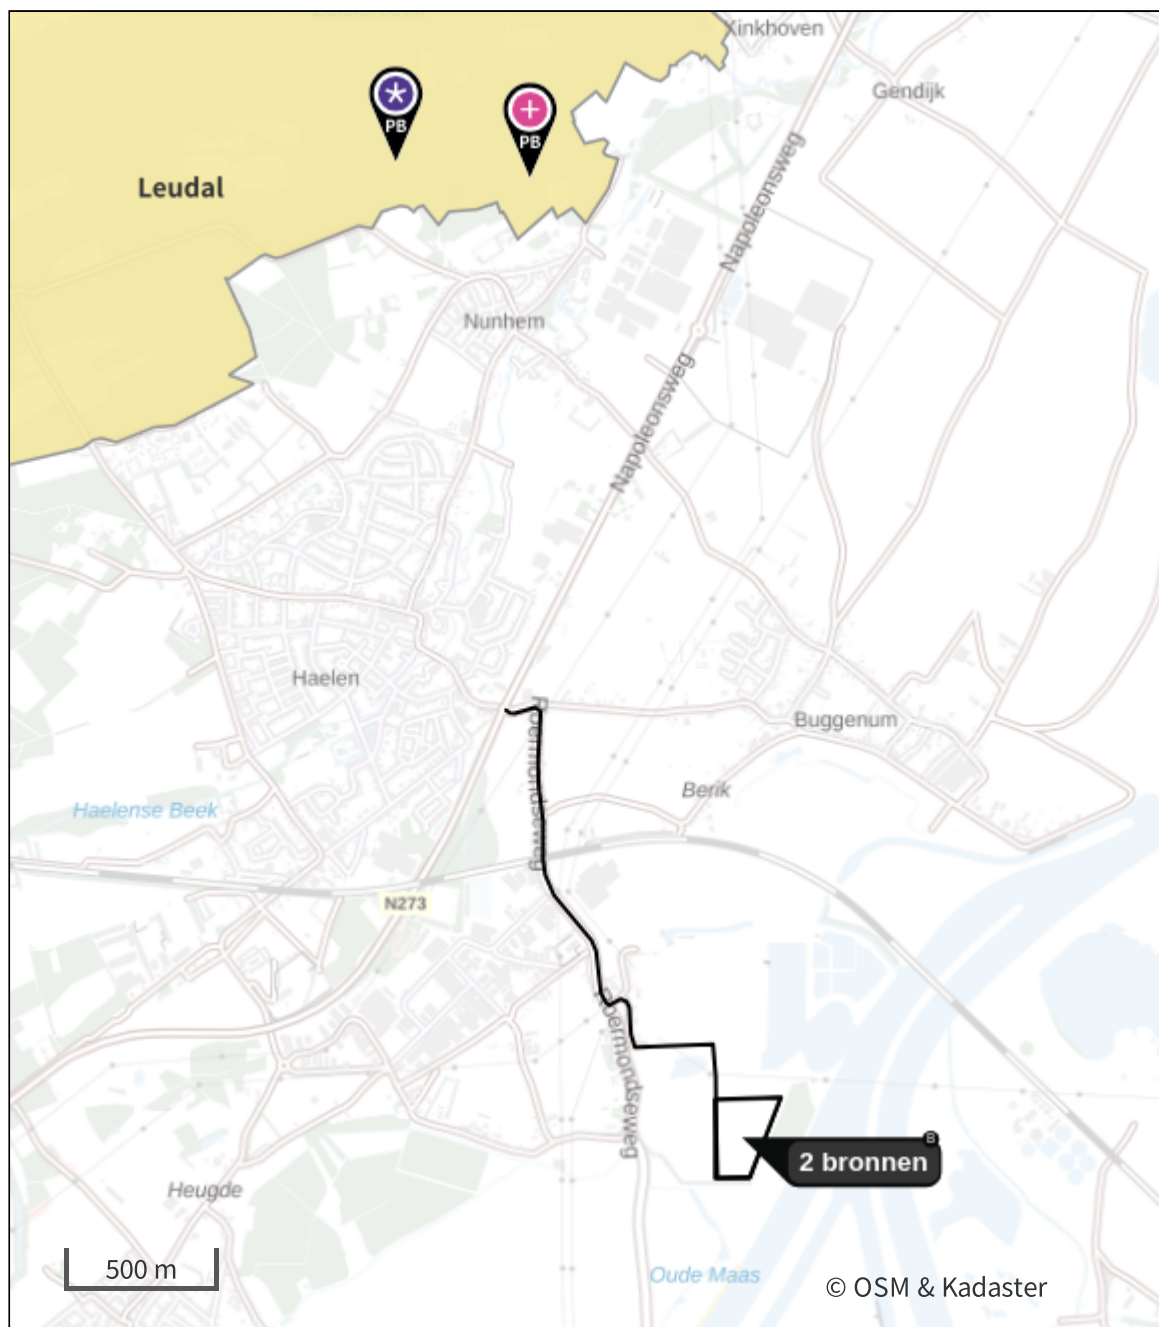 Kinkhoven
Gendijk
PB
PB
Leudal
Napoleonsweg
Nunhem
Napoleonsweg
Haelen
Roermondseweg
Buggenum
Berik
Haelense Beek
N273
Roermondseweg
B
2 bronnen
Heugde
500 m
Oude Maas
© OSM & Kadaster